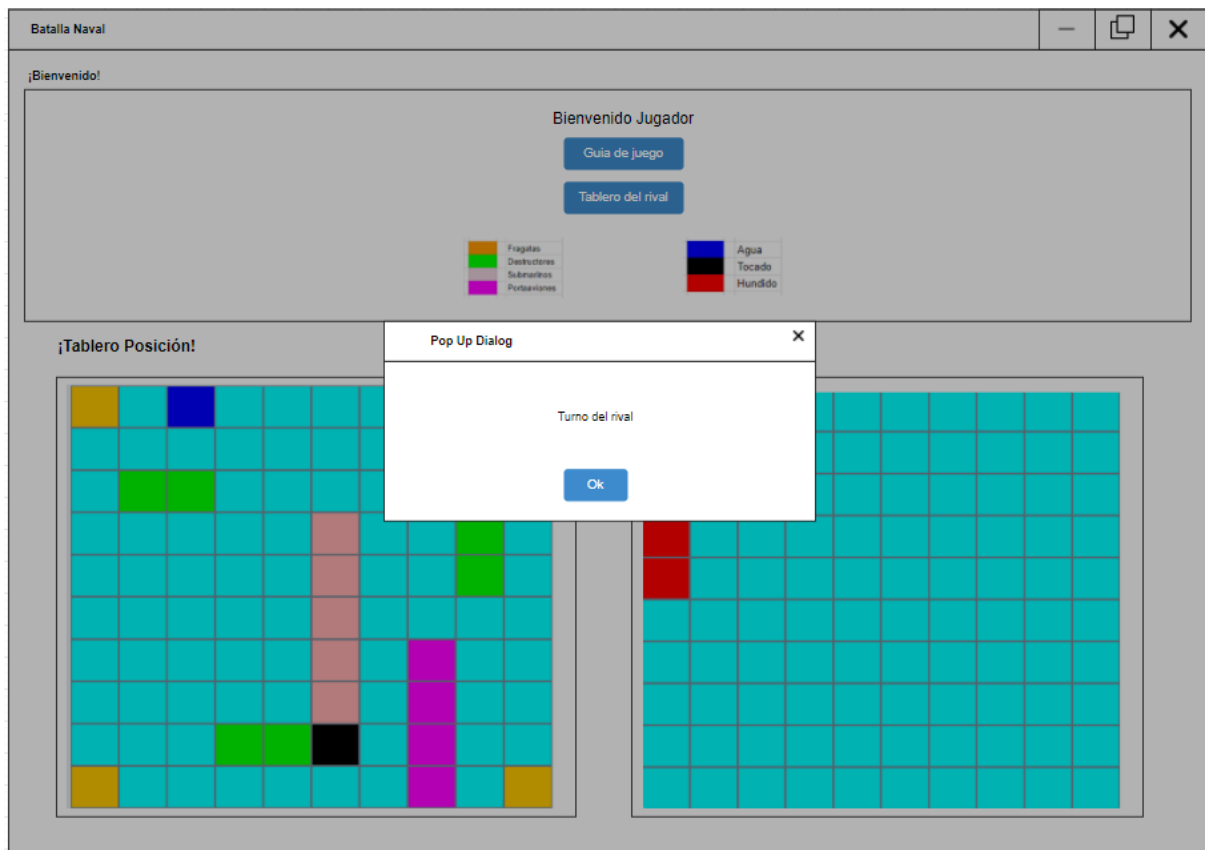 Batalla Naval
¡Bienvenido!
Bienvenido Jugador
Guia de juego
Tablero del rival
Fragatas
Destructores
Submarinos
Portaaviones
Agua
Tocado
Hundido
¡Tablero Posición!
Pop Up Dialog
Turno del rival
Ok